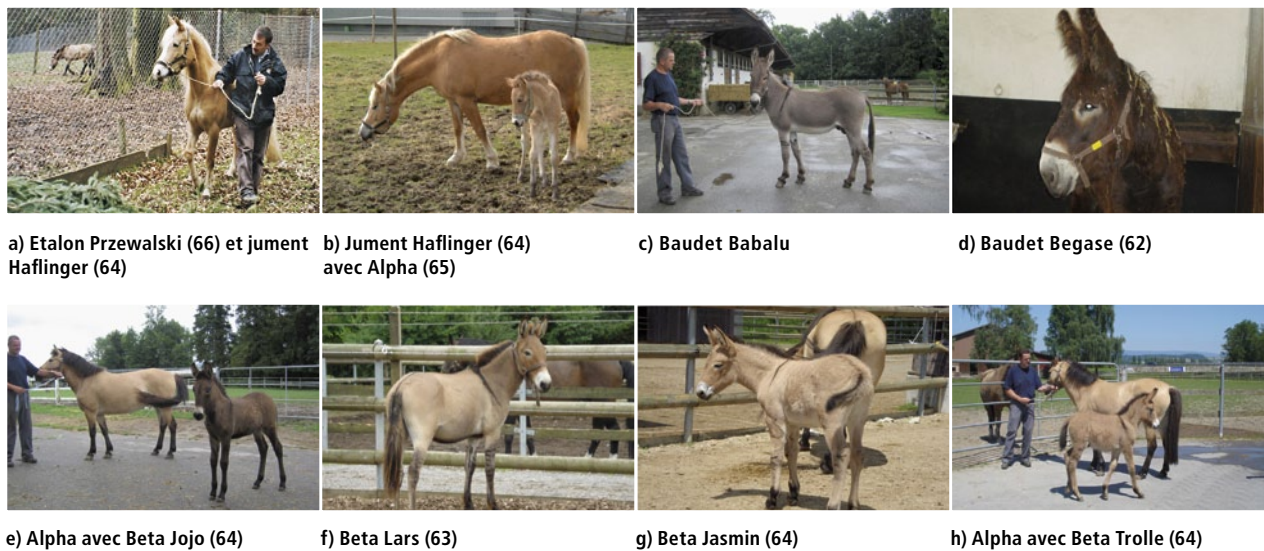 a) Etalon Przewalski (66) et jument
Haflinger (64)
b) Jument Haflinger (64)
avec Alpha (65)
c) Baudet Babalu
d) Baudet Begase (62)
e) Alpha avec Beta Jojo (64)
f) Beta Lars (63)
g) Beta Jasmin (64)
h) Alpha avec Beta Trolle (64)